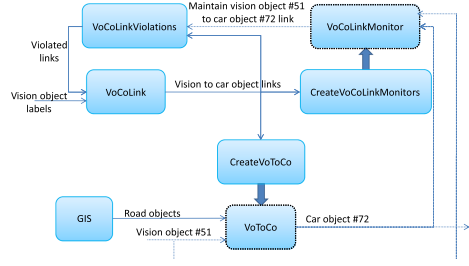 Maintain vision object #51
to car object #72 link
VoCoLinkViolations
VoCoLinkMonitor
Violated
links
Vision object
labels
VoCoLink
Vision to car object links
CreateVoCoLinkMonitors
CreateVoToCo
GIS
Road objects
Vision object #51
VoToCo
Car object #72